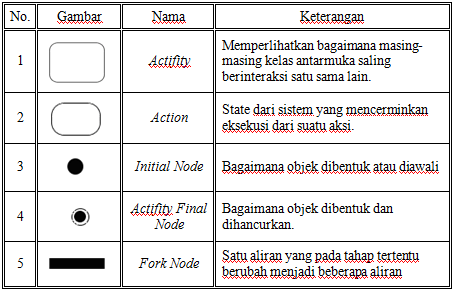 No. Gambar Nama Keterangan
1 Actifity Memperlihatkan bagaimana masing-
masing kelas antarmuka saling
berinteraksi satu sama lain.
2 Action State dari sistem yang mencerminkan
eksekusi dari suatu aksi.
3 Initial Node Bagaimana objek dibentuk atau diawali
4 Actifity Final
Node
Bagaimana objek dibentuk dan
dihancurkan.
5 Fork Node Satu aliran yang pada tahap tertentu
berubah menjadi beberapa aliran